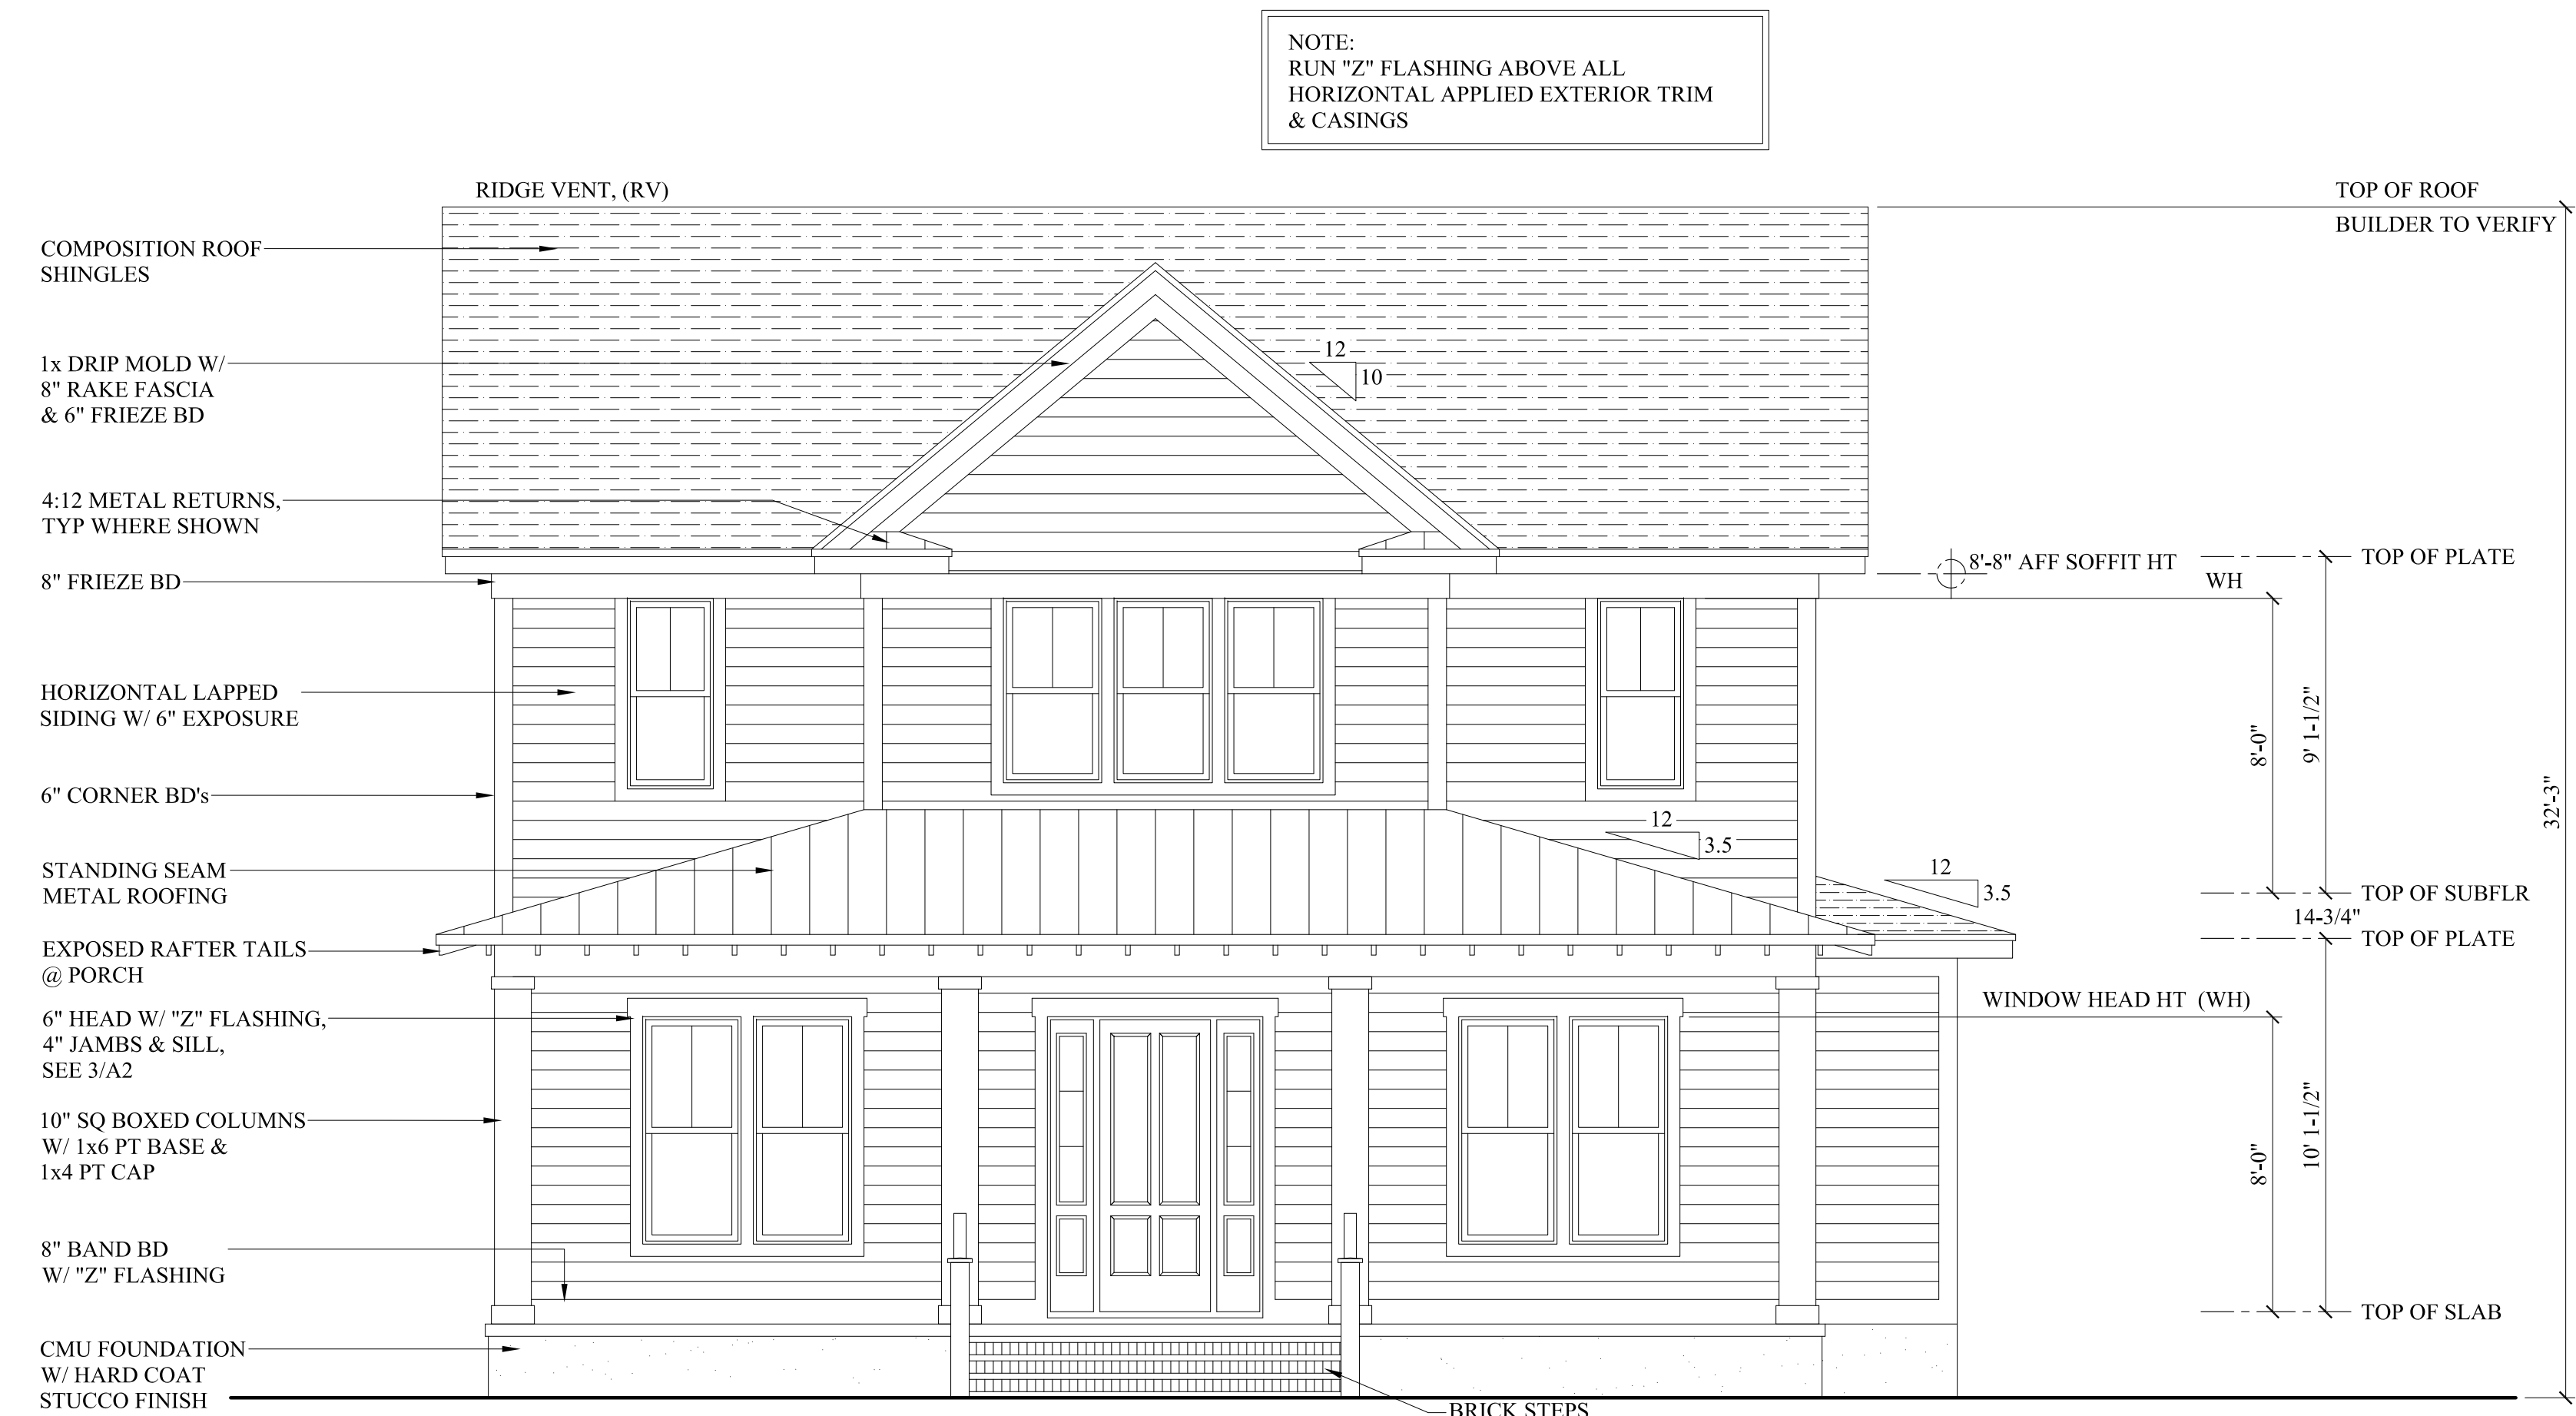 NOTE:
RUN "Z" FLASHING ABOVE ALL
HORIZONTAL APPLIED EXTERIOR TRIM
& CASINGS
RIDGE VENT, (RV)
TOP OF ROOF
BUILDER TO VERIFY
COMPOSITION ROOF
SHINGLES
1x DRIP MOLD W/
8" RAKE FASCIA
& 6" FRIEZE BD
12
10
4:12 METAL RETURNS,
TYP WHERE SHOWN
8" FRIEZE BD
8'-8" AFF SOFFIT HT
WH
TOP OF PLATE
HORIZONTAL LAPPED
SIDING W/ 6" EXPOSURE
8'-0"
9' 1-1/2"
32'-3"
6" CORNER BD's
12
3.5
STANDING SEAM
METAL ROOFING
12
3.5
TOP OF SUBFLR
14-3/4"
TOP OF PLATE
EXPOSED RAFTER TAILS
@ PORCH
6" HEAD W/ "Z" FLASHING,
4" JAMBS & SILL,
SEE 3/A2
WINDOW HEAD HT (WH)
10" SQ BOXED COLUMNS
W/ 1x6 PT BASE &
1x4 PT CAP
8'-0"
10' 1-1/2"
8" BAND BD
W/ "Z" FLASHING
TOP OF SLAB
CMU FOUNDATION
W/ HARD COAT
STUCCO FINISH
BRICK STEPS